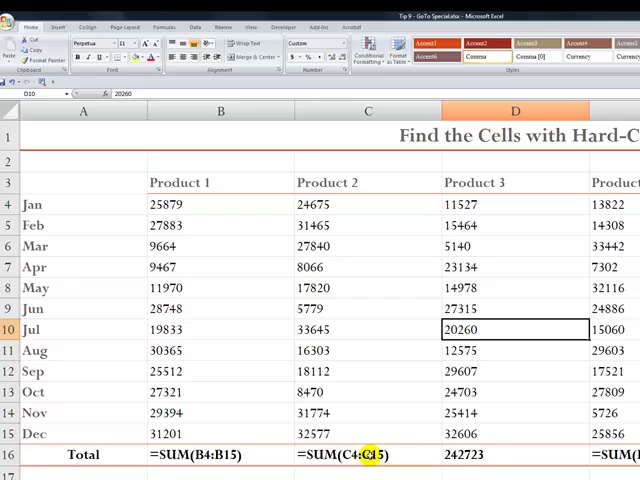 Tip 9 - GoTo Special.xlsx - Microsoft Excel
Home Insert Page Layout Formulas Data Review View Developer Add-Ins Acrobat
Cut
Copy
Format Painter
Paste
Clipboard
Perpetua 11
B I U
Font
Wrap Text
Merge & Center
Alignment
Custom
$ % ,
Number
Conditional Formatting
Format as Table
Accent1 Accent2 Accent3 Accent4 Accent5
Accent6 Comma Comma [0] Currency Currency
Styles
D10 20260
A B C D
1 Find the Cells with Hard-C
2
3 Product 1 Product 2 Product 3 Product
4 Jan 25879 24675 11527 13822
5 Feb 27883 31465 15464 14308
6 Mar 9664 27840 5140 33442
7 Apr 9467 8066 23134 7302
8 May 11970 17820 14978 32116
9 Jun 28748 5779 27315 24886
10 Jul 19833 33645 20260 15060
11 Aug 30365 16303 12575 29603
12 Sep 25512 18112 29607 17521
13 Oct 27321 8470 24703 27809
14 Nov 29394 31774 25414 5726
15 Dec 31201 32577 32606 25856
16 Total =SUM(B4:B15) =SUM(C4:C15) 242723 =SUM(
17